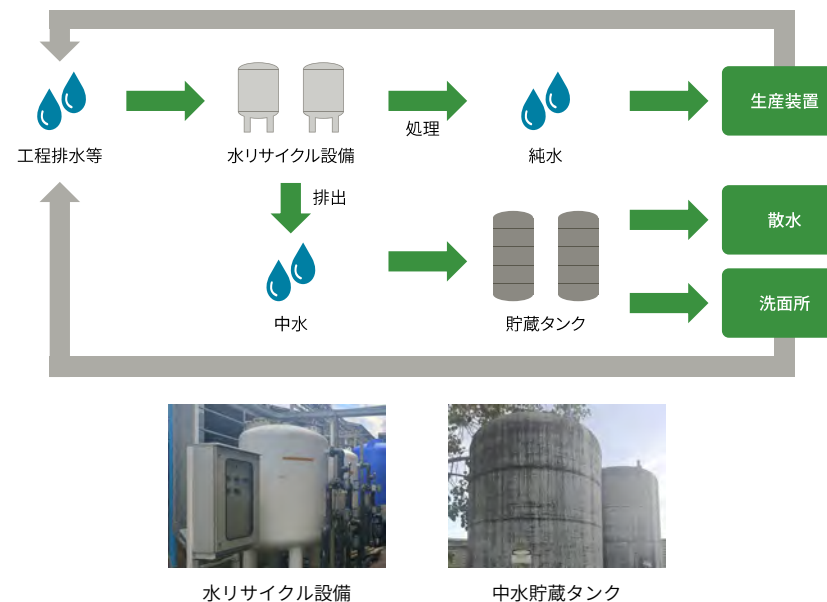 生産装置
処理
工程排水等
水リサイクル設備
純水
排出
散水
中水
貯蔵タンク
洗面所
水リサイクル設備
中水貯蔵タンク